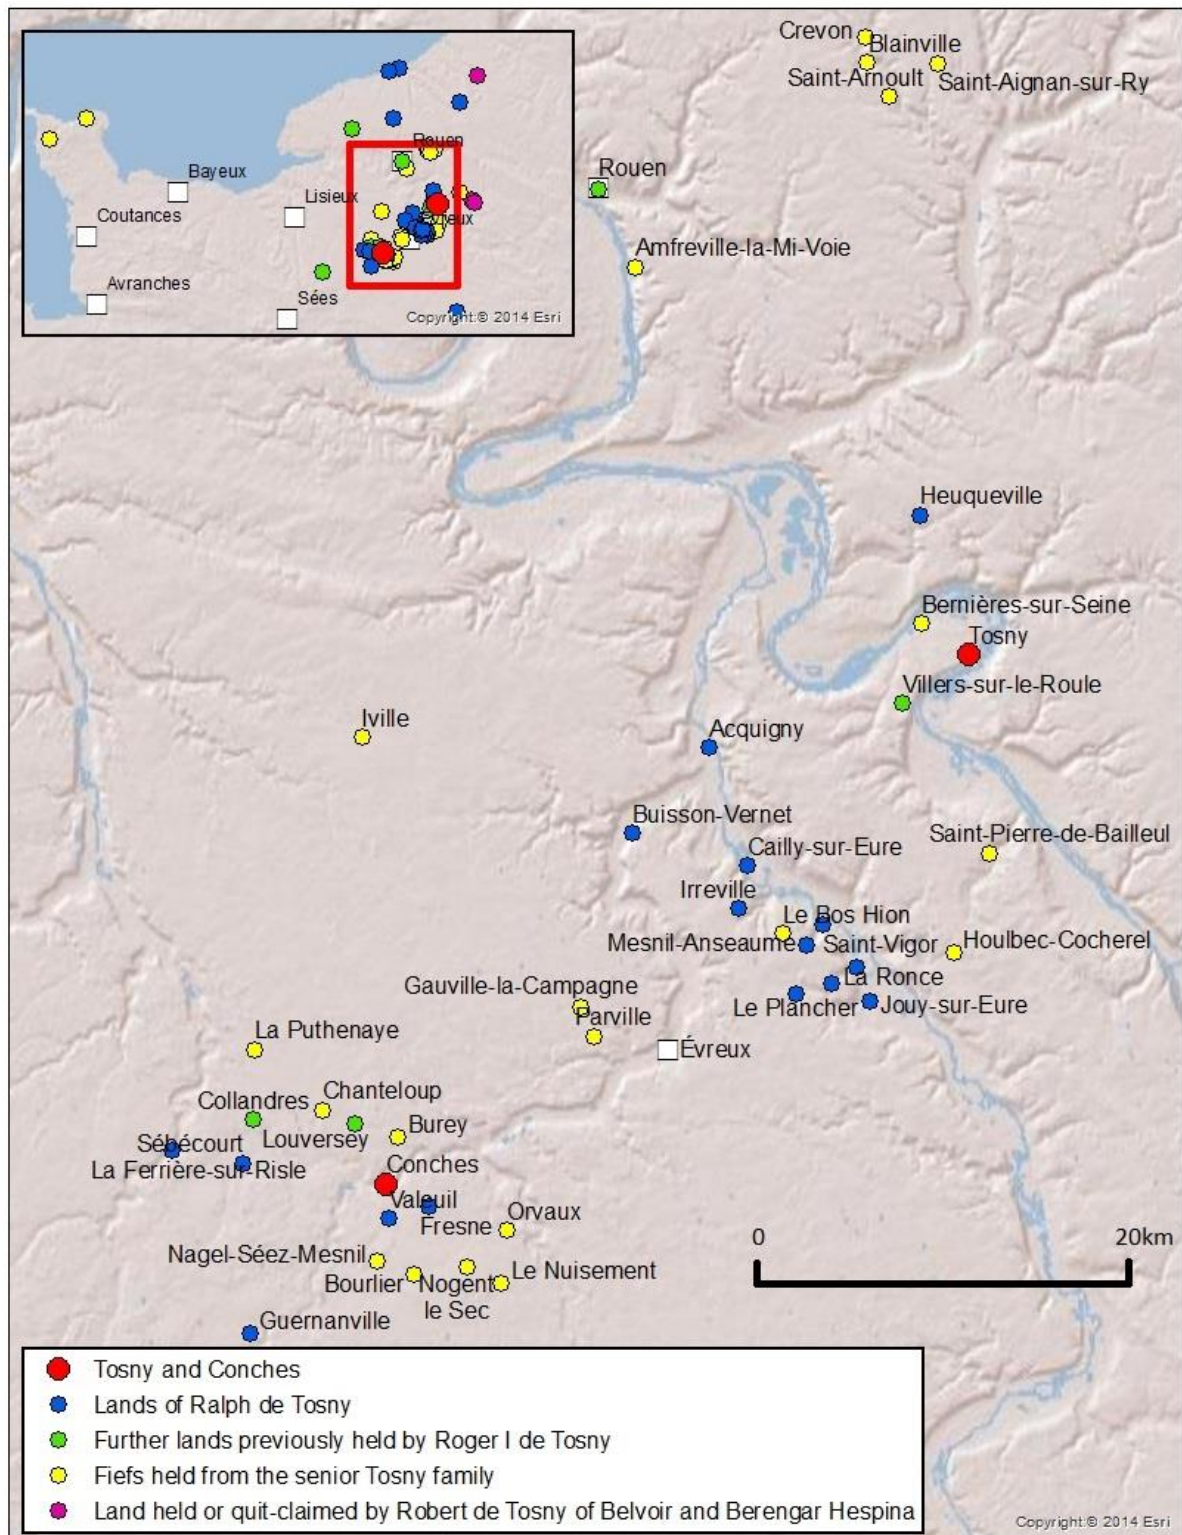 Crevon
Blainville
Saint-Arnoult
Saint-Aignan-sur-Ry
Rouen
Bayeux
Lisieux
Coutances
Évreux
Avranches
Sées
Copyright:© 2014 Esri
Rouen
Amfreville-la-Mi-Voie
Heuqueville
Bernières-sur-Seine
Tosny
Villers-sur-le-Roule
Iville
Acquigny
Buisson-Vernet
Cailly-sur-Eure
Saint-Pierre-de-Bailleul
Irreville
Le Bos Hion
Mesnil-Anseaume
Saint-Vigor
Houlbec-Cocherel
La Ronce
Gauville-la-Campagne
Le Plancher
Jouy-sur-Eure
Parville
La Puthenaye
Évreux
Chanteloup
Collandres
Louversey
Burey
Sébécourt
La Ferrière-sur-Risle
Conches
Valeuil
Fresne
Orvaux
0
20km
Nagel-Séez-Mesnil
Bourlier
Nogent
le Sec
Le Nuisement
Guernanville
Tosny and Conches
Lands of Ralph de Tosny
Further lands previously held by Roger I de Tosny
Fiefs held from the senior Tosny family
Land held or quit-claimed by Robert de Tosny of Belvoir and Berengar Hespina
Copyright:© 2014 Esri